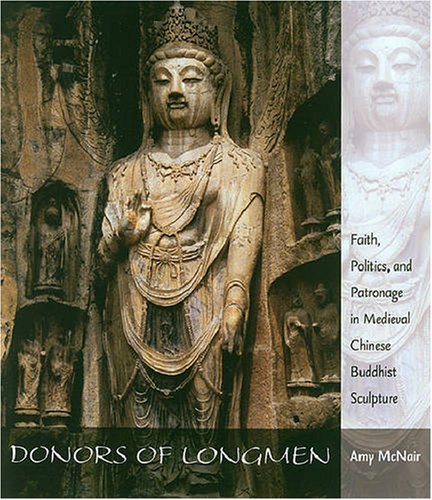 Faith,
Politics, and
Patronage
in Medieval
Chinese
Buddhist
Sculpture
DONORS OF LONGMEN
Amy McNair